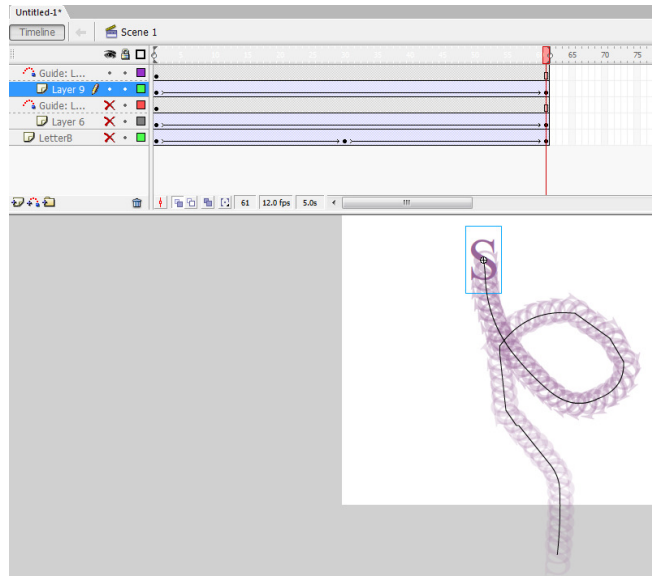 Untitled-1*
Timeline Scene 1
65 70 75
Guide: L...
Layer 9
Guide: L...
Layer 6
LetterB
61 12.0 fps 5.0s
S